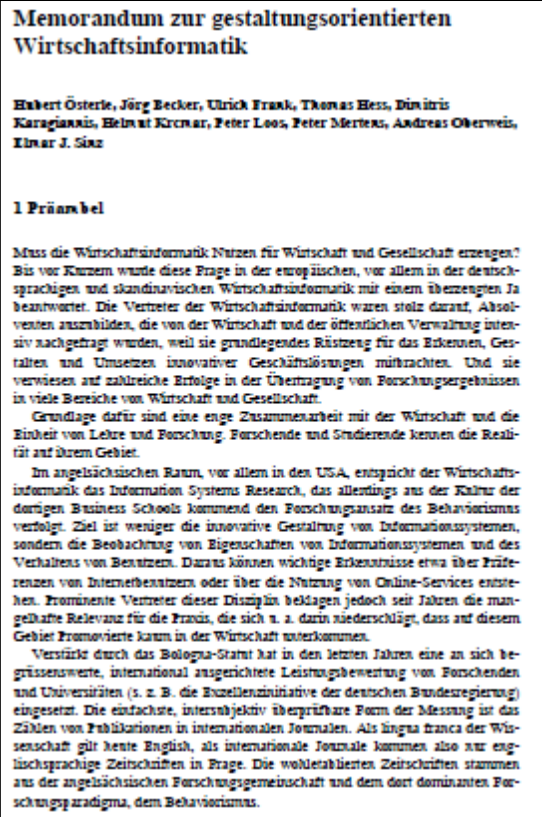 Memorandum zur gestaltungsorientierten
Wirtschaftsinformatik
Hubert Österle, Jörg Becker, Ulrich Frank, Thomas Hess, Dimitris
Karagiannis, Helmut Krcmar, Peter Loos, Peter Mertens, Andreas Oberweis,
Elmar J. Sinz
1 Präambel
Muss die Wirtschaftsinformatik Nutzen für Wirtschaft und Gesellschaft erzeugen?
Bis vor Kurzem wurde diese Frage in der europäischen, vor allem in der deutsch-
sprachigen und skandinavischen Wirtschaftsinformatik mit einem überzeugten Ja
beantwortet. Die Vertreter der Wirtschaftsinformatik waren stolz darauf, Absol-
venten auszubilden, die von der Wirtschaft und der öffentlichen Verwaltung inten-
siv nachgefragt wurden, weil sie grundlegendes Rüstzeug für das Erkennen, Ges-
talten und Umsetzen innovativer Geschäftslösungen mitbrachten. Und sie
verwiesen auf zahlreiche Erfolge in der Übertragung von Forschungsergebnissen
in viele Bereiche von Wirtschaft und Gesellschaft.
Grundlage dafür sind eine enge Zusammenarbeit mit der Wirtschaft und die
Einheit von Lehre und Forschung. Forschende und Studierende kennen die Reali-
tät auf ihrem Gebiet.
Im angelsächsischen Raum, vor allem in den USA, entspricht der Wirtschafts-
informatik das Information Systems Research, das allerdings aus der Kultur der
dortigen Business Schools kommend den Forschungsansatz des Behaviorismus
verfolgt. Ziel ist weniger die innovative Gestaltung von Informationssystemen,
sondern die Beobachtung von Eigenschaften von Informationssystemen und des
Verhaltens von Benutzern. Daraus können wichtige Erkenntnisse etwa über Präfe-
renzen von Internetbenutzern oder über die Nutzung von Online-Services entste-
hen. Prominente Vertreter dieser Disziplin beklagen jedoch seit Jahren die man-
gelhafte Relevanz für die Praxis, die sich u. a. darin niederschlägt, dass auf diesem
Gebiet Promovierte kaum in der Wirtschaft unterkommen.
Verstärkt durch das Bologna-Statut hat in den letzten Jahren eine an sich be-
grüssenswerte, international ausgerichtete Leistungsbewertung von Forschenden
und Universitäten (s. z. B. die Exzellenzinitiative der deutschen Bundesregierung)
eingesetzt. Die einfachste, intersubjektiv überprüfbare Form der Messung ist das
Zählen von Publikationen in internationalen Journalen. Als lingua franca der Wis-
senschaft gilt heute English, als internationale Journale kommen also nur eng-
lischsprachige Zeitschriften in Frage. Die wohletablierten Zeitschriften stammen
aus der angelsächsischen Forschungsgemeinschaft und dem dort dominanten For-
schungsparadigma, dem Behaviorismus.